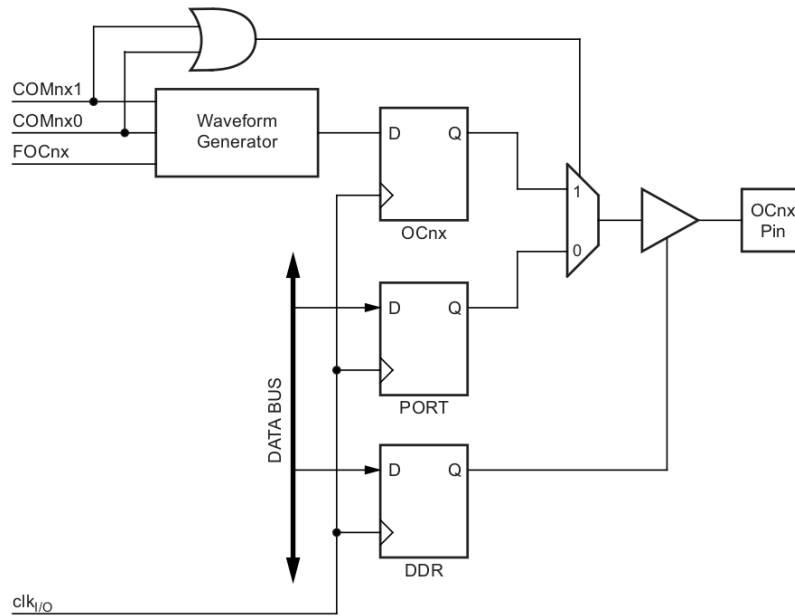 COMnx1
COMnx0
FOCnx
Waveform
Generator
D
Q
OCnx
1
0
OCnx
Pin
D
Q
PORT
DATA BUS
D
Q
DDR
clkI/O